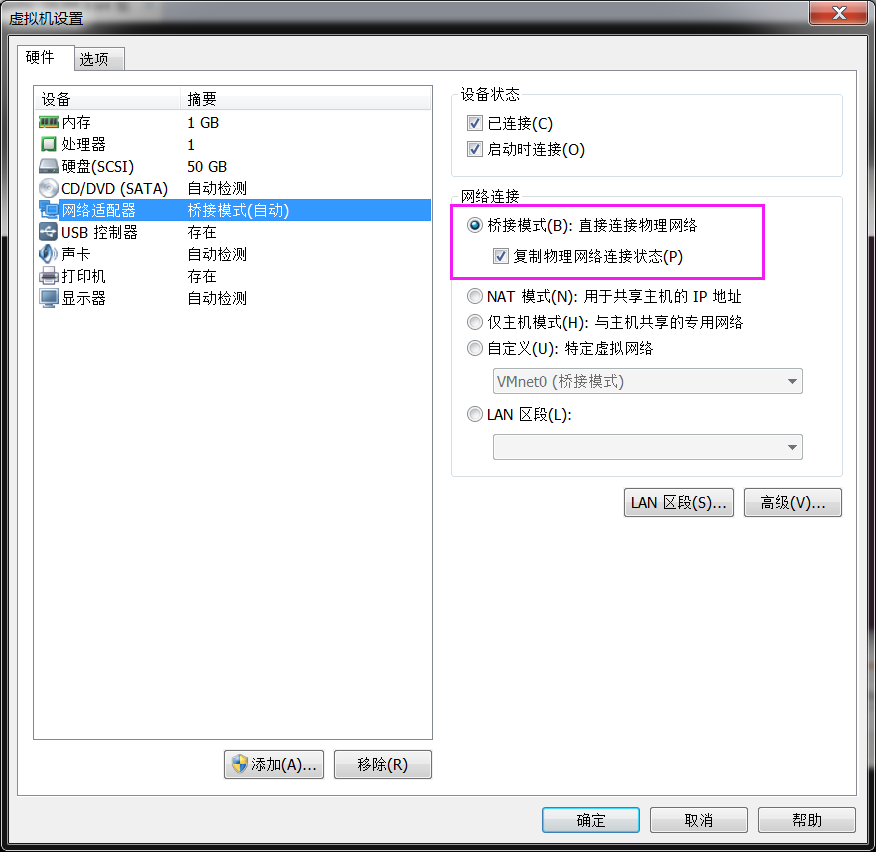 虚拟机设置
硬件
选项
设备 摘要
内存 1 GB
处理器 1
硬盘(SCSI) 50 GB
CD/DVD (SATA) 自动检测
网络适配器 桥接模式(自动)
USB 控制器 存在
声卡 自动检测
打印机 存在
显示器 自动检测
添加(A)...
移除(R)
设备状态
已连接(C)
启动时连接(O)
网络连接
桥接模式(B): 直接连接物理网络
复制物理网络连接状态(P)
NAT 模式(N): 用于共享主机的 IP 地址
仅主机模式(H): 与主机共享的专用网络
自定义(U): 特定虚拟网络
VMnet0 (桥接模式)
LAN 区段(L):
LAN 区段(S)...
高级(V)...
确定
取消
帮助